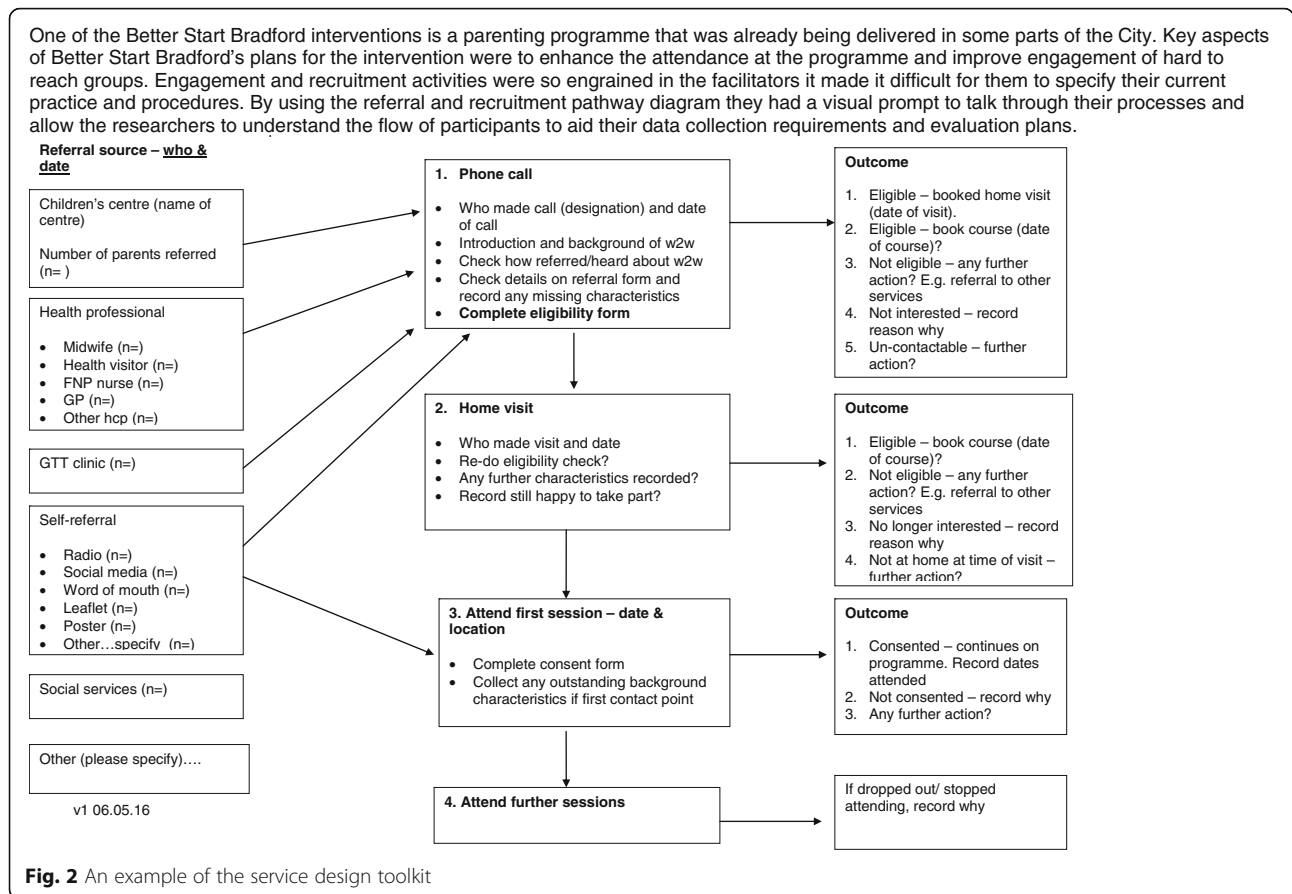 One of the Better Start Bradford interventions is a parenting programme that was already being delivered in some parts of the City. Key aspects
of Better Start Bradford's plans for the intervention were to enhance the attendance at the programme and improve engagement of hard to
reach groups. Engagement and recruitment activities were so engrained in the facilitators it made it difficult for them to specify their current
practice and procedures. By using the referral and recruitment pathway diagram they had a visual prompt to talk through their processes and
allow the researchers to understand the flow of participants to aid their data collection requirements and evaluation plans.
Referral source – who &
date
Children's centre (name of
centre)
Number of parents referred
(n= )
Health professional
• Midwife (n=)
• Health visitor (n=)
• FNP nurse (n=)
• GP (n=)
• Other hcp (n=)
GTT clinic (n=)
Self-referral
• Radio (n=)
• Social media (n=)
• Word of mouth (n=)
• Leaflet (n=)
• Poster (n=)
• Other…specify (n=)
Social services (n=)
Other (please specify)….
v1 06.05.16
1. Phone call
• Who made call (designation) and date
of call
• Introduction and background of w2w
• Check how referred/heard about w2w
• Check details on referral form and
record any missing characteristics
• Complete eligibility form
2. Home visit
• Who made visit and date
• Re-do eligibility check?
• Any further characteristics recorded?
• Record still happy to take part?
3. Attend first session – date &
location
• Complete consent form
• Collect any outstanding background
characteristics if first contact point
4. Attend further sessions
Outcome
1. Eligible – booked home visit
(date of visit).
2. Eligible – book course (date
of course)?
3. Not eligible – any further
action? E.g. referral to other
services
4. Not interested – record
reason why
5. Un-contactable – further
action?
Outcome
1. Eligible – book course (date
of course)?
2. Not eligible – any further
action? E.g. referral to other
services
3. No longer interested – record
reason why
4. Not at home at time of visit –
further action?
Outcome
1. Consented – continues on
programme. Record dates
attended
2. Not consented – record why
3. Any further action?
If dropped out/ stopped
attending, record why
Fig. 2 An example of the service design toolkit